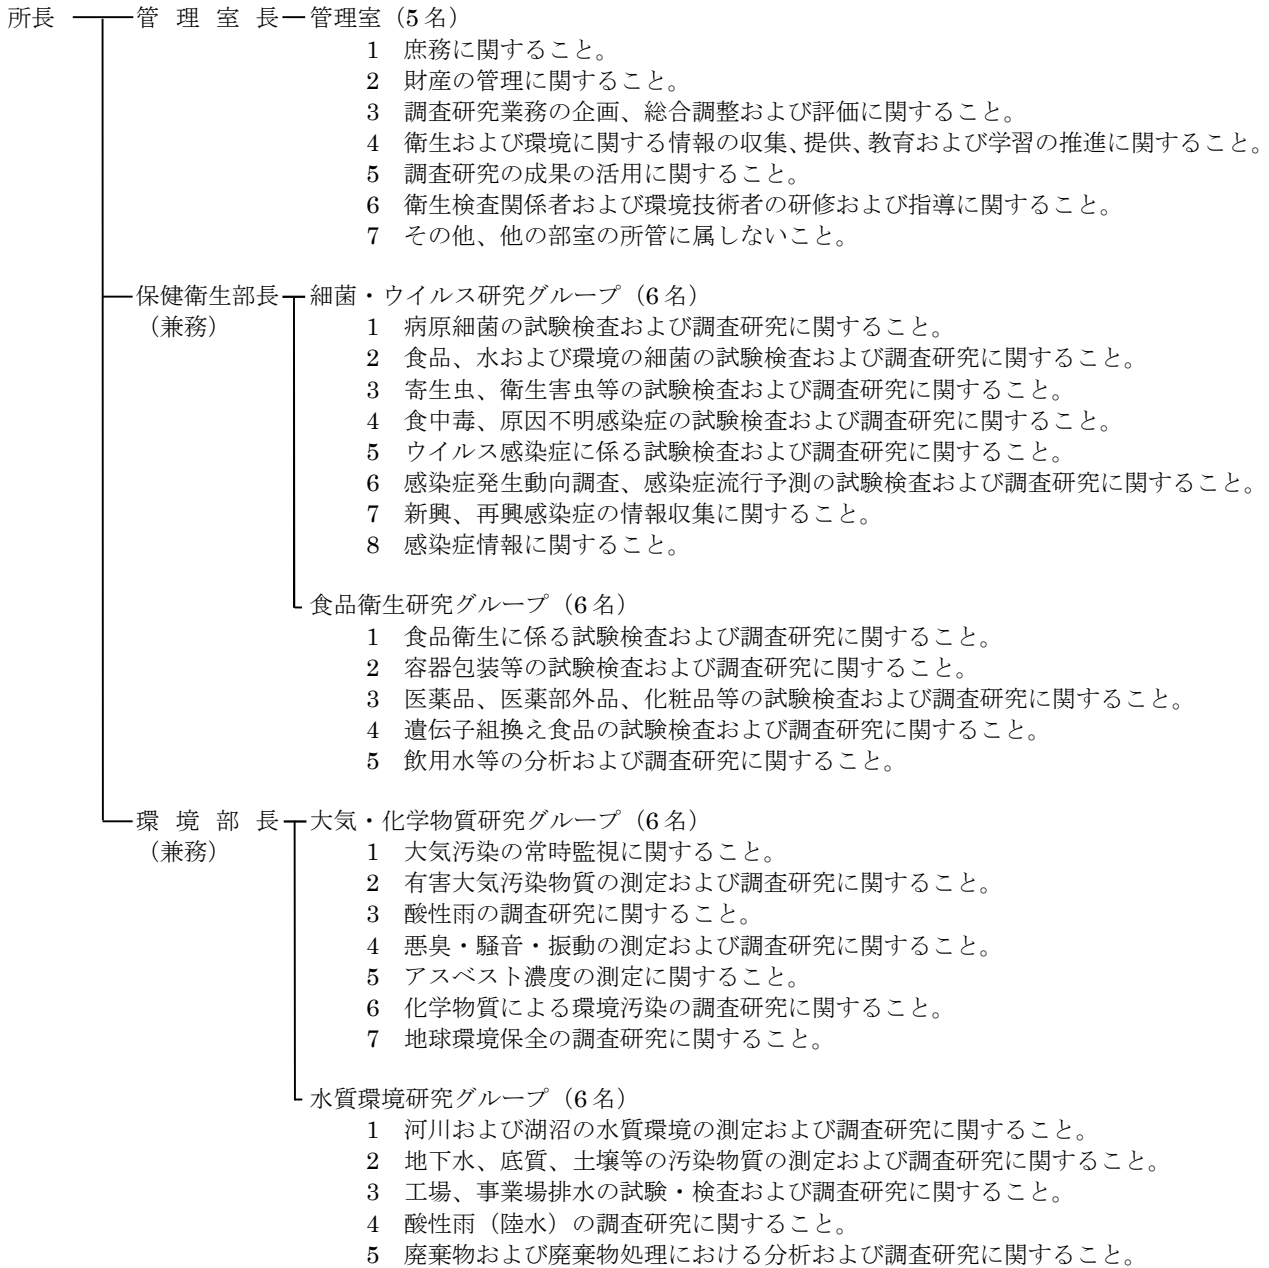 所長 管理室長 管理室（5名）
1 庶務に関すること。
2 財産の管理に関すること。
3 調査研究業務の企画、総合調整および評価に関すること。
4 衛生および環境に関する情報の収集、提供、教育および学習の推進に関すること。
5 調査研究の成果の活用に関すること。
6 衛生検査関係者および環境技術者の研修および指導に関すること。
7 その他、他の部室の所管に属しないこと。
保健衛生部長 細菌・ウイルス研究グループ（6名）
（兼務） 1 病原細菌の試験検査および調査研究に関すること。
2 食品、水および環境の細菌の試験検査および調査研究に関すること。
3 寄生虫、衛生害虫等の試験検査および調査研究に関すること。
4 食中毒、原因不明感染症の試験検査および調査研究に関すること。
5 ウイルス感染症に係る試験検査および調査研究に関すること。
6 感染症発生動向調査、感染症流行予測の試験検査および調査研究に関すること。
7 新興、再興感染症の情報収集に関すること。
8 感染症情報に関すること。
食品衛生研究グループ（6名）
1 食品衛生に係る試験検査および調査研究に関すること。
2 容器包装等の試験検査および調査研究に関すること。
3 医薬品、医薬部外品、化粧品等の試験検査および調査研究に関すること。
4 遺伝子組換え食品の試験検査および調査研究に関すること。
5 飲用水等の分析および調査研究に関すること。
環境部長 大気・化学物質研究グループ（6名）
（兼務） 1 大気汚染の常時監視に関すること。
2 有害大気汚染物質の測定および調査研究に関すること。
3 酸性雨の調査研究に関すること。
4 悪臭・騒音・振動の測定および調査研究に関すること。
5 アスベスト濃度の測定に関すること。
6 化学物質による環境汚染の調査研究に関すること。
7 地球環境保全の調査研究に関すること。
水質環境研究グループ（6名）
1 河川および湖沼の水質環境の測定および調査研究に関すること。
2 地下水、底質、土壌等の汚染物質の測定および調査研究に関すること。
3 工場、事業場排水の試験・検査および調査研究に関すること。
4 酸性雨（陸水）の調査研究に関すること。
5 廃棄物および廃棄物処理における分析および調査研究に関すること。